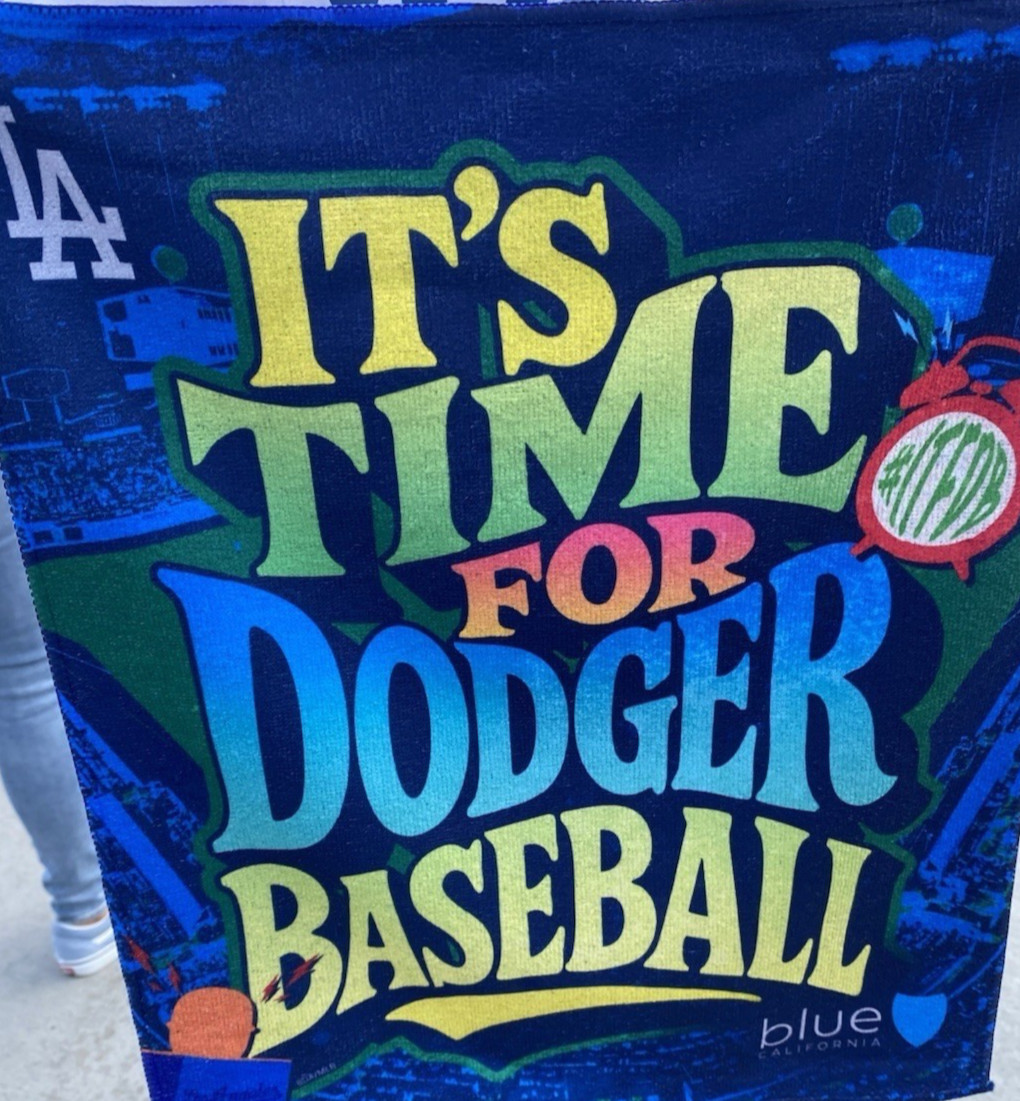 LA
IT'S
TIME
#ITFDB
FOR
DODGER
BASEBALL
blue
CALIFORNIA